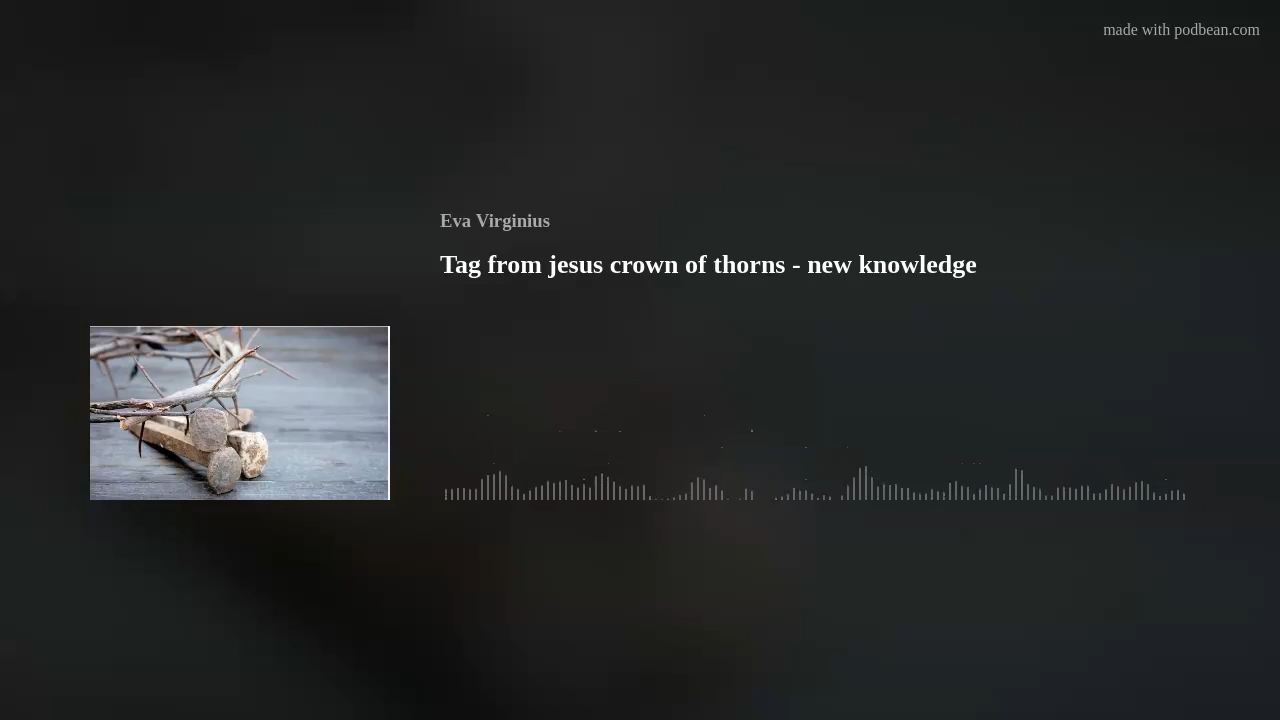 made with podbean.com
Eva Virginius
Tag from jesus crown of thorns - new knowledge